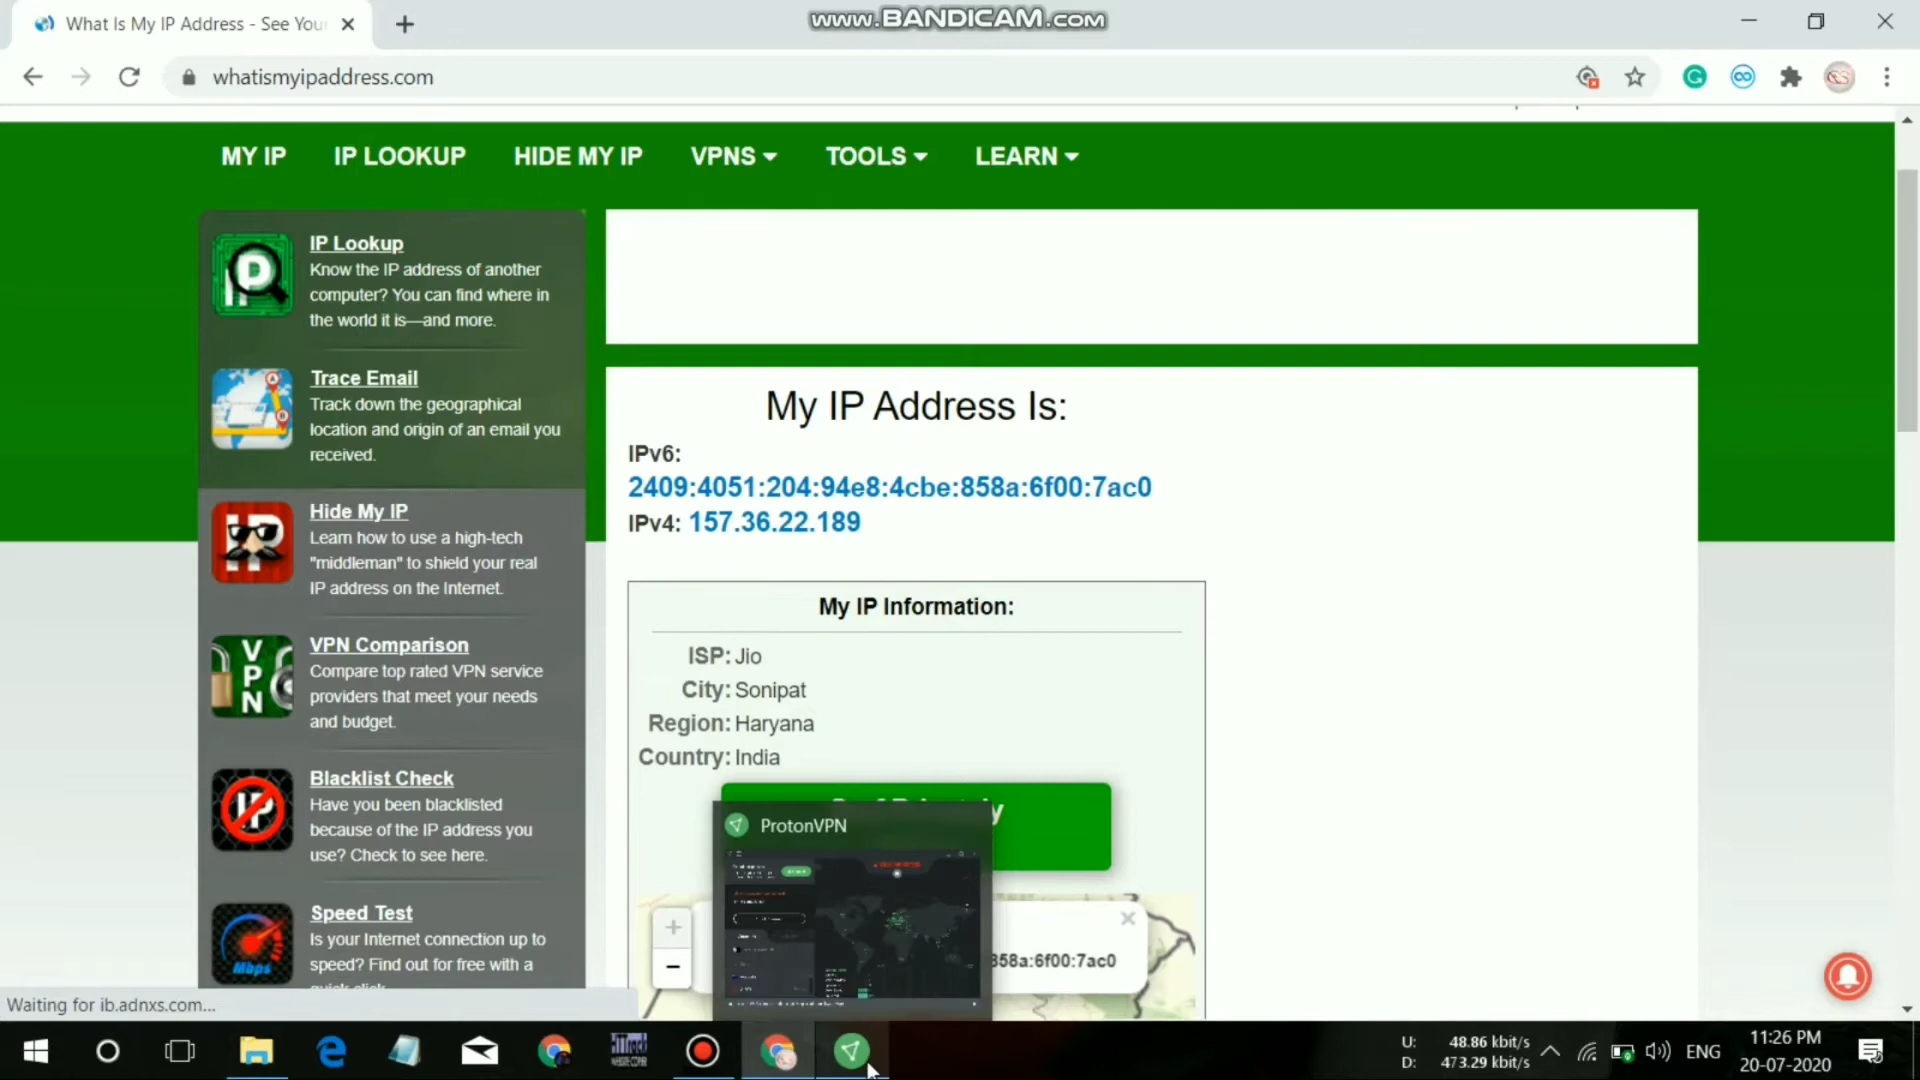 What Is My IP Address - See Your
www.BANDICAM.com
whatismyipaddress.com
MY IP
IP LOOKUP
HIDE MY IP
VPNS
TOOLS
LEARN
IP Lookup
Know the IP address of another
computer? You can find where in
the world it is—and more.
Trace Email
Track down the geographical
location and origin of an email you
received.
Hide My IP
Learn how to use a high-tech
"middleman" to shield your real
IP address on the Internet.
VPN Comparison
Compare top rated VPN service
providers that meet your needs
and budget.
Blacklist Check
Have you been blacklisted
because of the IP address you
use? Check to see here.
Speed Test
Is your Internet connection up to
speed? Find out for free with a
quick click.
My IP Address Is:
IPv6:
2409:4051:204:94e8:4cbe:858a:6f00:7ac0
IPv4: 157.36.22.189
My IP Information:
ISP: Jio
City: Sonipat
Region: Haryana
Country: India
ProtonVPN
858a:6f00:7ac0
Waiting for ib.adnxs.com...
U: 48.86 kbit/s
D: 473.29 kbit/s
ENG
11:26 PM
20-07-2020